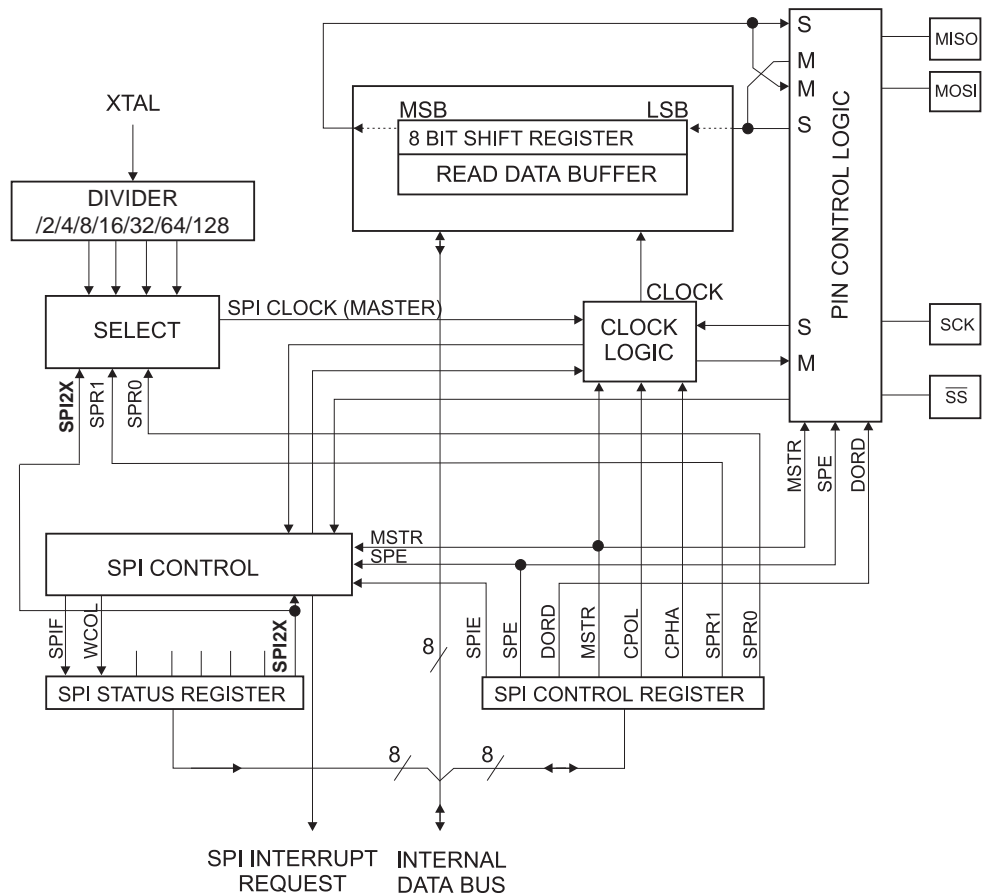 S
MISO
M
M
MOSI
XTAL
MSB
LSB
S
8 BIT SHIFT REGISTER
READ DATA BUFFER
DIVIDER
/2/4/8/16/32/64/128
PIN CONTROL LOGIC
SPI CLOCK (MASTER)
CLOCK
SELECT
CLOCK
LOGIC
S
M
SCK
SS
SPI2X
SPR1
SPR0
MSTR
SPE
DORD
MSTR
SPE
SPI CONTROL
SPIF
WCOL
SPI2X
8
SPIE
SPE
DORD
MSTR
CPOL
CPHA
SPR1
SPR0
SPI STATUS REGISTER
SPI CONTROL REGISTER
8
8
SPI INTERRUPT
REQUEST
INTERNAL
DATA BUS